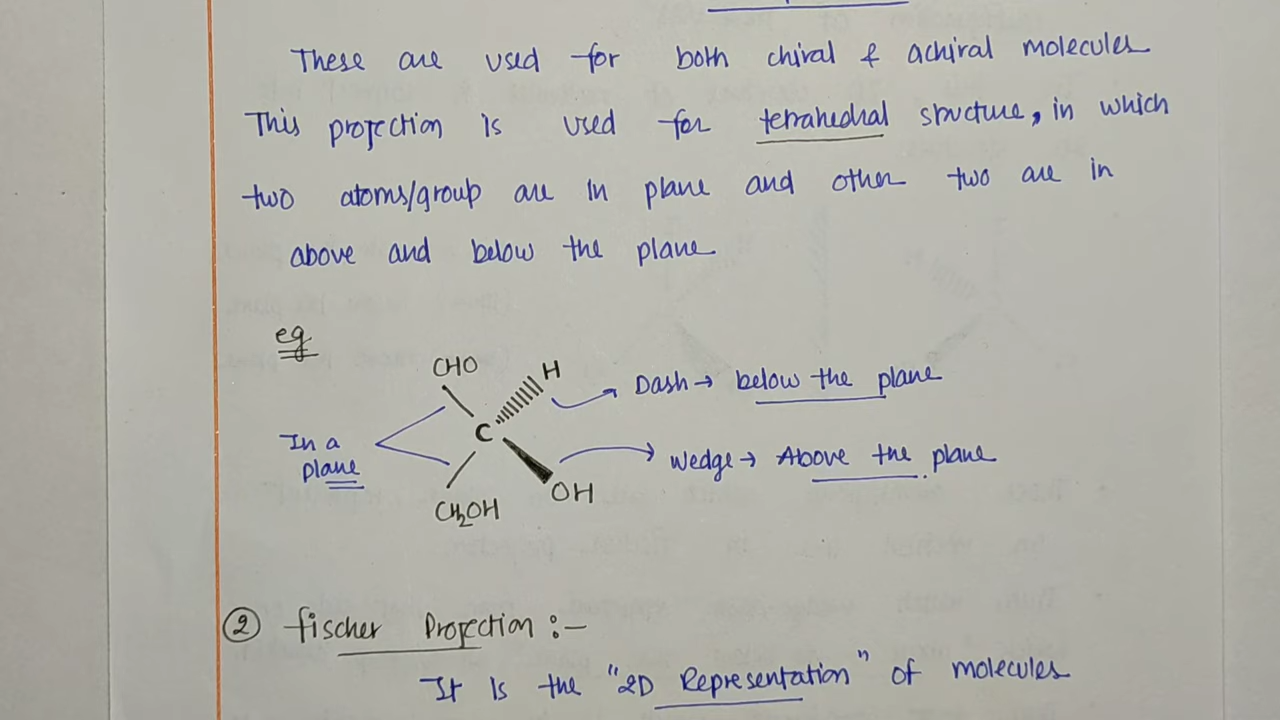 These are used for both chiral & achiral molecules
This projection is used for tetrahedral structure, in which
two atoms/group are in plane and other two are in
above and below the plane
eg
CHO
H
Dash → below the plane
C
In a
plane
Wedge → Above the plane.
OH
CH2OH
② fischer Projection :-
It is the "2D Representation" of molecules